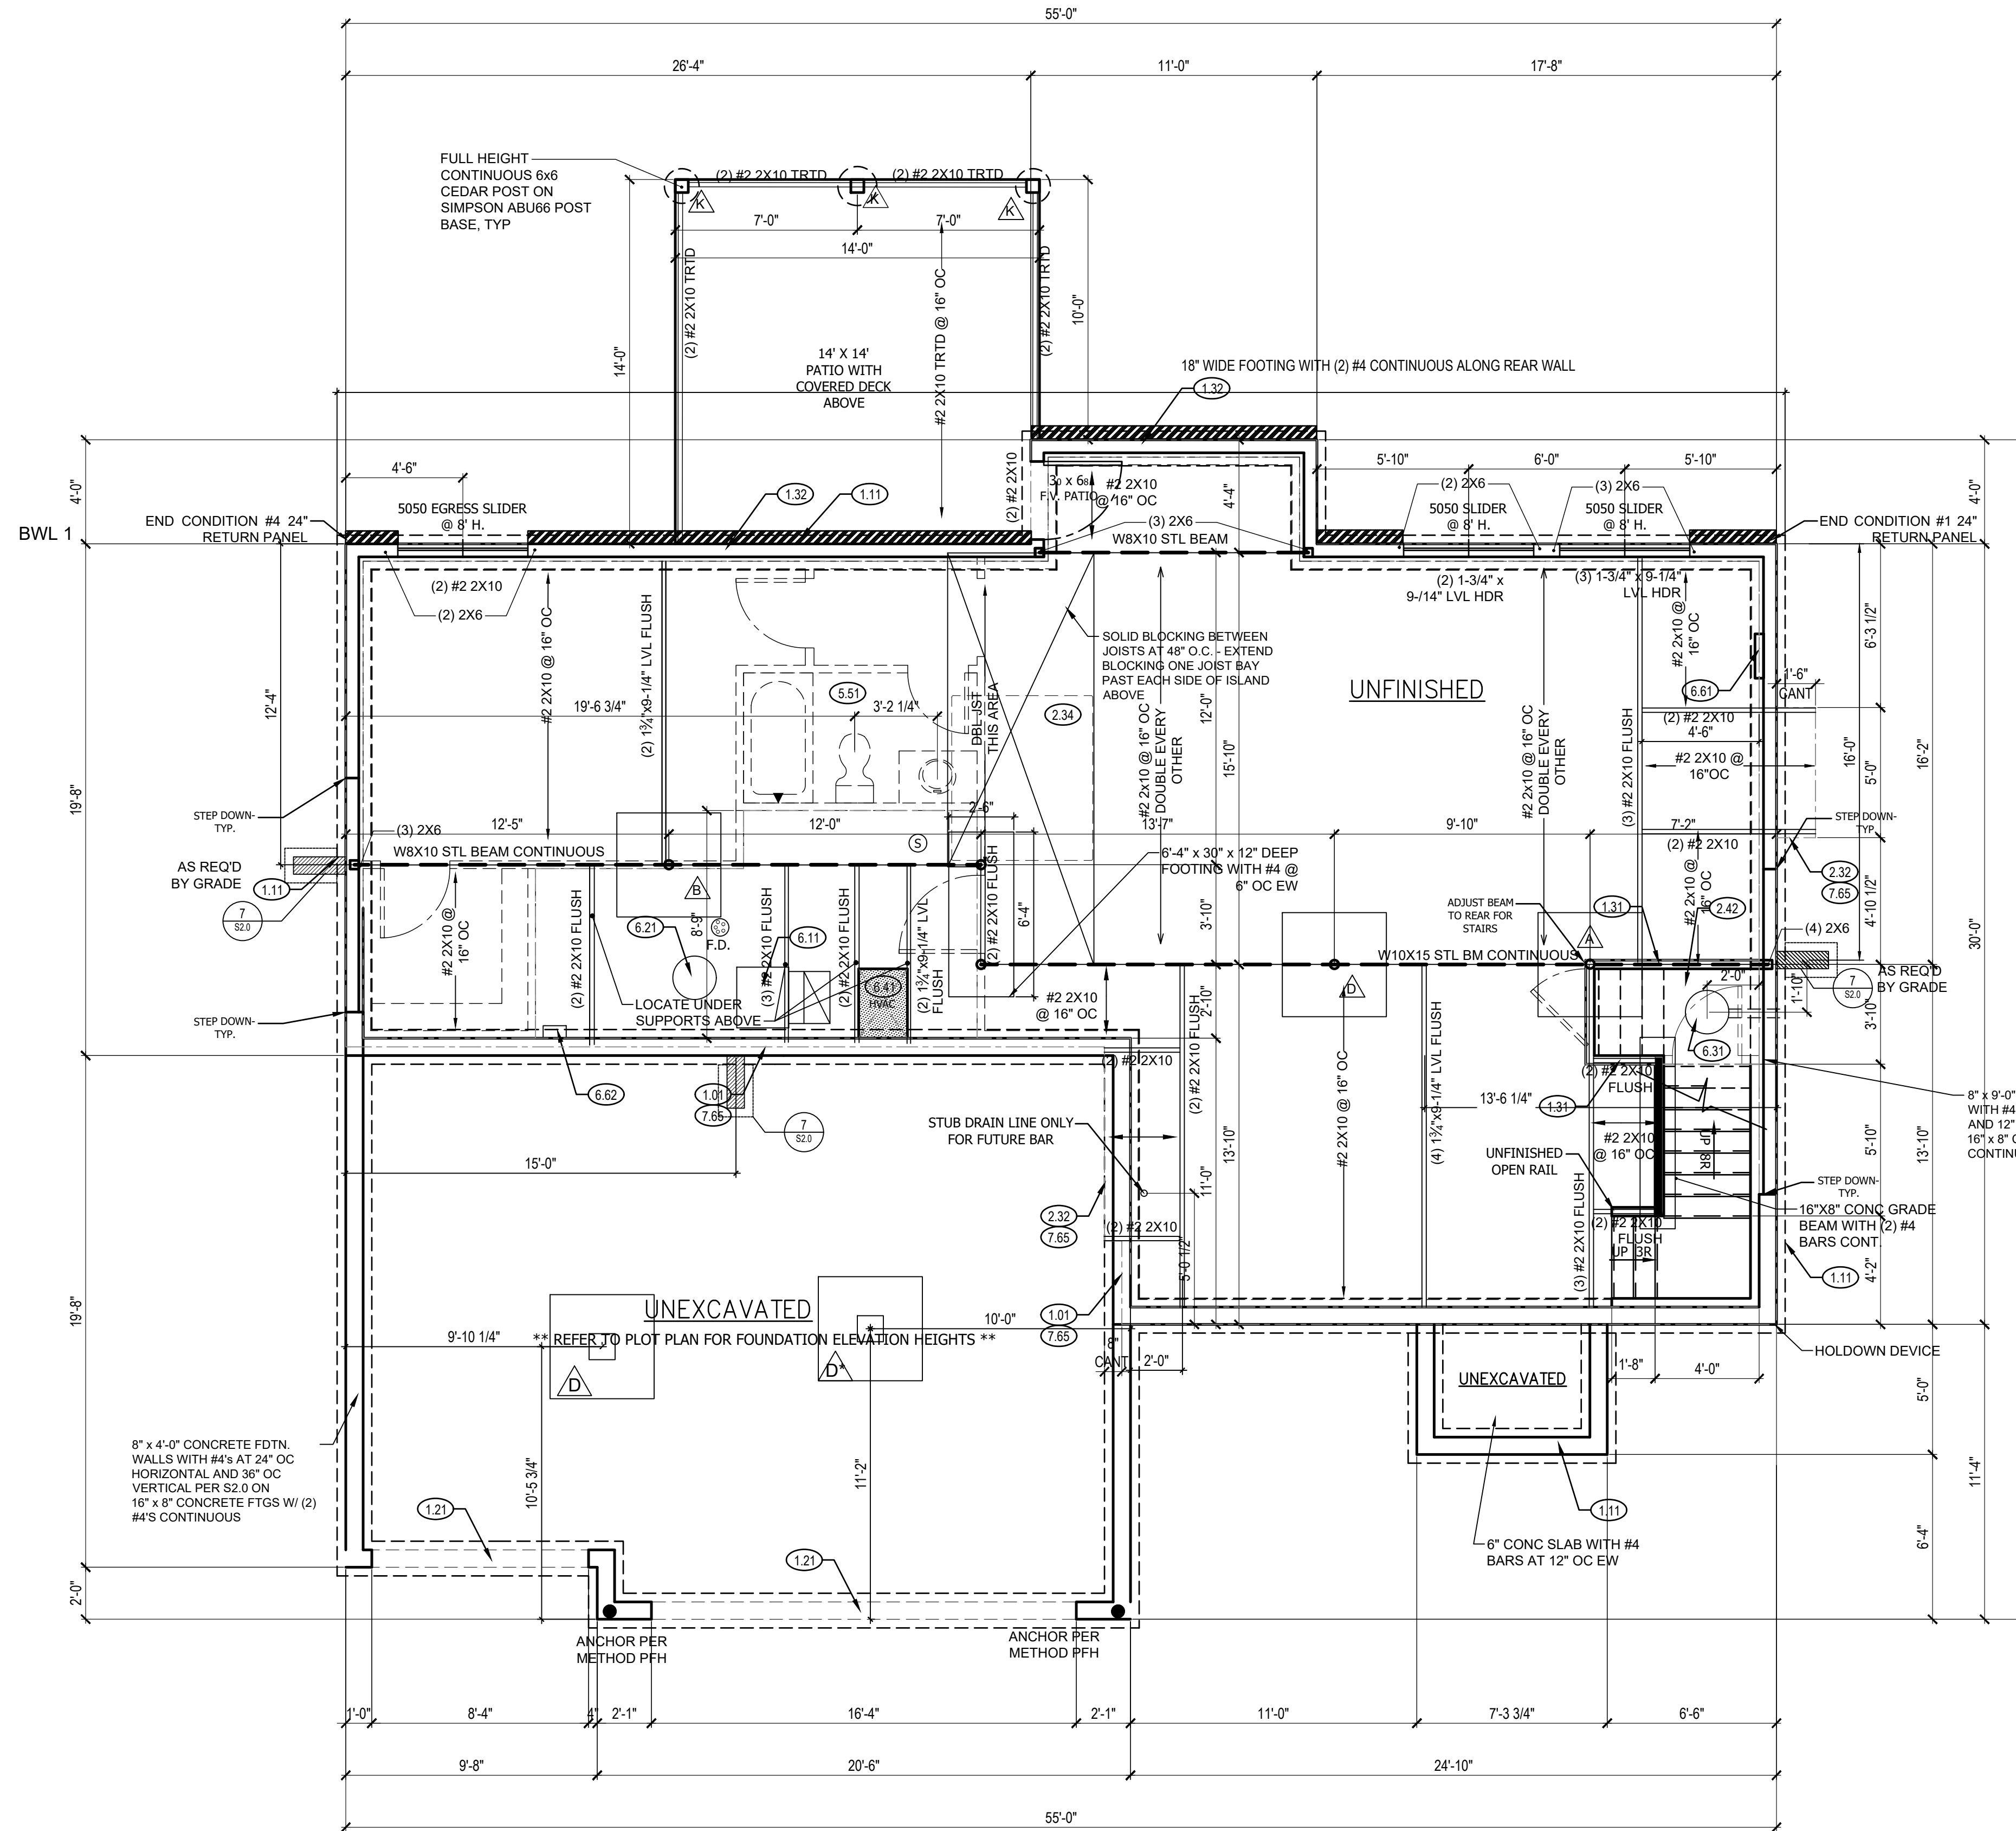 55'-0"
26'-4"
11'-0"
17'-8"
FULL HEIGHT
CONTINUOUS 6x6
CEDAR POST ON
SIMPSON ABU66 POST
BASE, TYP
(2) #2 2X10 TRTD
(2) #2 2X10 TRTD
K
K
K
7'-0"
7'-0"
14'-0"
14'-0"
(2) #2 2X10 TRTD
#2 2X10 TRTD @ 16" OC
(2) #2 2X10 TRTD
10'-0"
14' X 14'
PATIO WITH
COVERED DECK
ABOVE
18" WIDE FOOTING WITH (2) #4 CONTINUOUS ALONG REAR WALL
1.32
4'-0"
4'-6"
5'-10"
6'-0"
5'-10"
4'-0"
BWL 1
END CONDITION #4 24"
RETURN PANEL
5050 EGRESS SLIDER
@ 8' H.
1.32
1.11
(2) #2 2X10
30 x 68
F.V. PATIO
#2 2X10
@ 16" OC
4'-4"
(3) 2X6
W8X10 STL BEAM
(2) 2X6
(3) 2X6
5050 SLIDER
@ 8' H.
5050 SLIDER
@ 8' H.
END CONDITION #1 24"
RETURN PANEL
(2) #2 2X10
(2) 2X6
#2 2X10 @ 16" OC
(2) 1¾"x9-1/4" LVL FLUSH
(2) 1-3/4" x
9-/14" LVL HDR
(3) 1-3/4" x 9-1/4"
LVL HDR
#2 2x10 @
16" OC
6'-3 1/2"
SOLID BLOCKING BETWEEN
JOISTS AT 48" O.C. - EXTEND
BLOCKING ONE JOIST BAY
PAST EACH SIDE OF ISLAND
ABOVE
12'-4"
19'-6 3/4"
3'-2 1/4"
5.51
DBL JST
THIS AREA
2.34
#2 2x10 @ 16" OC
DOUBLE EVERY
OTHER
12'-0"
15'-10"
UNFINISHED
#2 2x10 @ 16" OC
DOUBLE EVERY
OTHER
(3) #2 2X10 FLUSH
6.61
1'-6"
CANT
(2) #2 2X10
4'-6"
#2 2X10 @
16"OC
16'-0"
5'-0"
16'-2"
30'-0"
19'-8"
STEP DOWN-
TYP.
(3) 2X6
12'-5"
12'-0"
2'-6"
13'-7"
9'-10"
7'-2"
STEP DOWN-
TYP.
W8X10 STL BEAM CONTINUOUS
S
(2) #2 2X10
AS REQ'D
BY GRADE
1.11
7
S2.0
#2 2X10 @
16" OC
(2) #2 2X10 FLUSH
B
6.21
F.D.
8'-9"
(3) #2 2X10 FLUSH
6.11
(2) #2 2X10 FLUSH
6.41
HVAC
(2) 1¾"x9-1/4" LVL
FLUSH
(2) #2 2X10 FLUSH
6'-4"
6'-4" x 30" x 12" DEEP
FOOTING WITH #4 @
6" OC EW
3'-10"
ADJUST BEAM
TO REAR FOR
STAIRS
A
1.31
#2 2x10 @
16" OC
2.42
2.32
7.65
4'-10 1/2"
(4) 2X6
W10X15 STL BM CONTINUOUS
D
2'-0"
1'-10"
7
S2.0
AS REQ'D
BY GRADE
3'-10"
LOCATE UNDER
SUPPORTS ABOVE
#2 2X10
@ 16" OC
2'-10"
STEP DOWN-
TYP.
6.31
(2) #2 2X10
(2) #2 2X10 FLUSH
#2 2X10 @ 16" OC
(4) 1¾"x9-1/4" LVL FLUSH
(2) #2 2X10
FLUSH
6.62
1.01
7.65
7
S2.0
STUB DRAIN LINE ONLY
FOR FUTURE BAR
13'-6 1/4"
1.31
8" x 9'-0"
WITH #4
AND 12"
16" x 8"
CONTINU
15'-0"
UNFINISHED
OPEN RAIL
#2 2X10
@ 16" OC
UP 18R
5'-10"
13'-10"
11'-0"
13'-10"
STEP DOWN-
TYP.
2.32
7.65
(2) #2 2X10
5'-0 1/2"
(3) #2 2X10 FLUSH
(2) #2 2X10
FLUSH
UP 3R
16"X8" CONC GRADE
BEAM WITH (2) #4
BARS CONT.
1.11
4'-2"
19'-8"
UNEXCAVATED
** REFER TO PLOT PLAN FOR FOUNDATION ELEVATION HEIGHTS **
9'-10 1/4"
10'-0"
1.01
7.65
8"
CANT
2'-0"
D
D*
HOLDOWN DEVICE
1'-8"
4'-0"
UNEXCAVATED
5'-0"
11'-4"
8" x 4'-0" CONCRETE FDTN.
WALLS WITH #4's AT 24" OC
HORIZONTAL AND 36" OC
VERTICAL PER S2.0 ON
16" x 8" CONCRETE FTGS W/ (2)
#4'S CONTINUOUS
10'-5 3/4"
11'-2"
1.21
1.21
1.11
6" CONC SLAB WITH #4
BARS AT 12" OC EW
6'-4"
2'-0"
ANCHOR PER
METHOD PFH
ANCHOR PER
METHOD PFH
1'-0"
8'-4"
4"
2'-1"
16'-4"
2'-1"
11'-0"
7'-3 3/4"
6'-6"
9'-8"
20'-6"
24'-10"
55'-0"